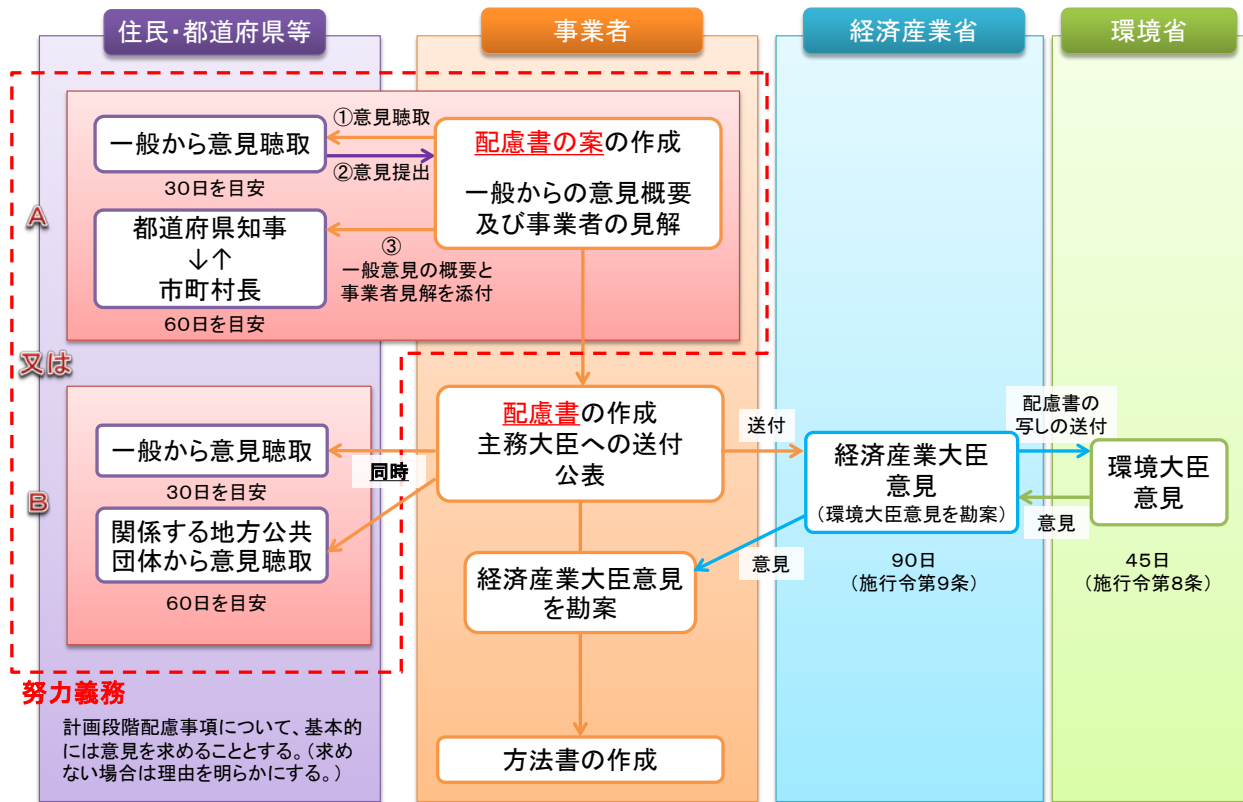 住民・都道府県等
事業者
経済産業省
環境省
A
一般から意見聴取
30日を目安
①意見聴取
②意見提出
配慮書の案の作成
一般からの意見概要
及び事業者の見解
都道府県知事
↓↑
市町村長
60日を目安
③
一般意見の概要と
事業者見解を添付
又は
B
一般から意見聴取
30日を目安
同時
関係する地方公共
団体から意見聴取
60日を目安
配慮書の作成
主務大臣への送付
公表
送付
経済産業大臣
意見
(環境大臣意見を勘案)
90日
(施行令第9条)
配慮書の
写しの送付
意見
環境大臣
意見
45日
(施行令第8条)
意見
経済産業大臣意見
を勘案
方法書の作成
努力義務
計画段階配慮事項について、基本的
には意見を求めることとする。(求め
ない場合は理由を明らかにする。)